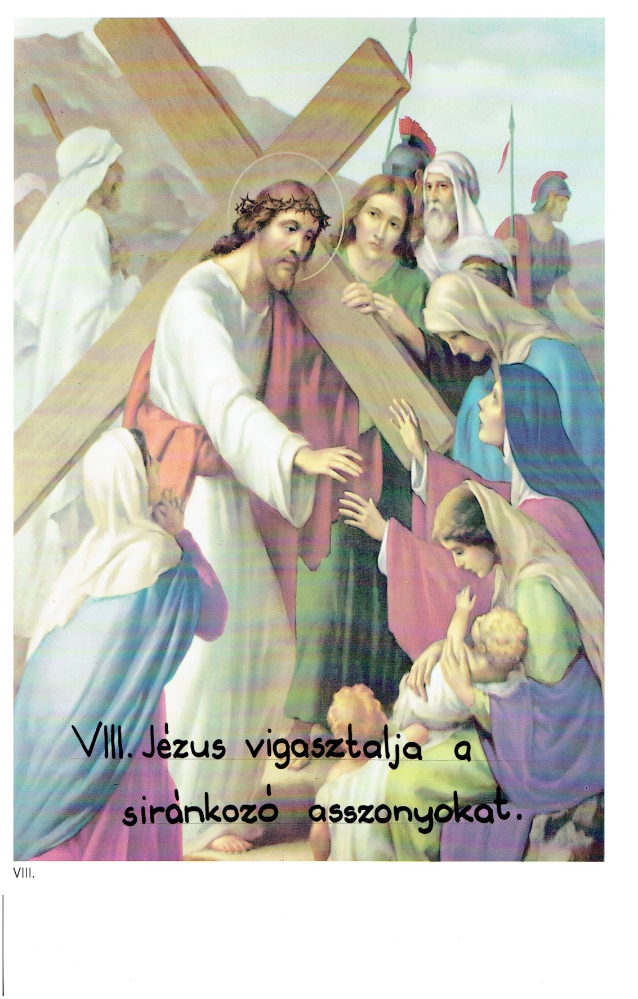 VIII. Jézus vigasztalja a
siránkozó asszonyokat.
VIII.